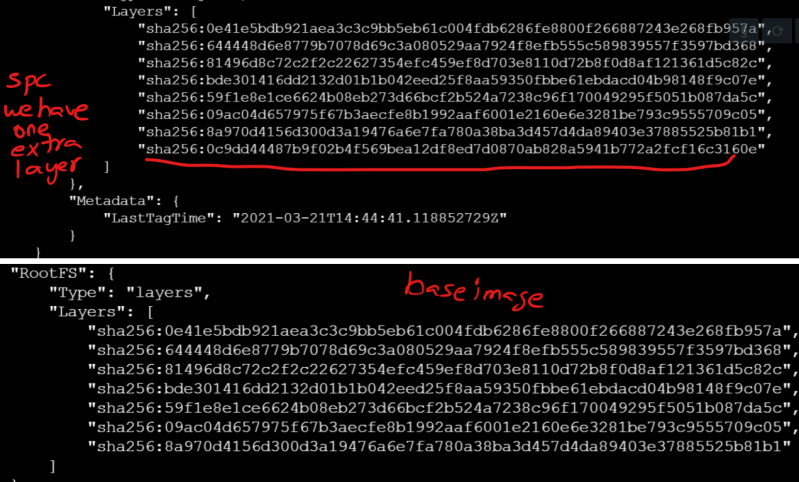 "Layers": [
"sha256:0e41e5bdb921aea3c3c9bb5eb61c004fdb6286fe8800f266887243e268fb957a",
"sha256:644448d6e8779b7078d69c3a080529aa7924f8efb555c589839557f3597bd368",
"sha256:81496d8c72c2f2c22627354efc459ef8d703e8110d72b8f0d8af121361d5c82c",
"sha256:bde301416dd2132d01b1b042eed25f8aa59350fbbe61ebdacd04b98148f9c07e",
"sha256:59f1e8e1ce6624b08eb273d66bcf2b524a7238c96f170049295f5051b087da5c",
"sha256:09ac04d657975f67b3aecfe8b1992aaf6001e2160e6e3281be793c9555709c05",
"sha256:8a970d4156d300d3a19476a6e7fa780a38ba3d457d4da89403e37885525b81b1",
"sha256:0c9dd44487b9f02b4f569bea12df8ed7d0870ab828a5941b772a2fcf16c3160e"
]
},
"Metadata": {
"LastTagTime": "2021-03-21T14:44:41.118852729Z"
}
}
spc
we have
one
extra
layer
"RootFS": {
base image
"Type": "layers",
"Layers": [
"sha256:0e41e5bdb921aea3c3c9bb5eb61c004fdb6286fe8800f266887243e268fb957a",
"sha256:644448d6e8779b7078d69c3a080529aa7924f8efb555c589839557f3597bd368",
"sha256:81496d8c72c2f2c22627354efc459ef8d703e8110d72b8f0d8af121361d5c82c",
"sha256:bde301416dd2132d01b1b042eed25f8aa59350fbbe61ebdacd04b98148f9c07e",
"sha256:59f1e8e1ce6624b08eb273d66bcf2b524a7238c96f170049295f5051b087da5c",
"sha256:09ac04d657975f67b3aecfe8b1992aaf6001e2160e6e3281be793c9555709c05",
"sha256:8a970d4156d300d3a19476a6e7fa780a38ba3d457d4da89403e37885525b81b1"
]